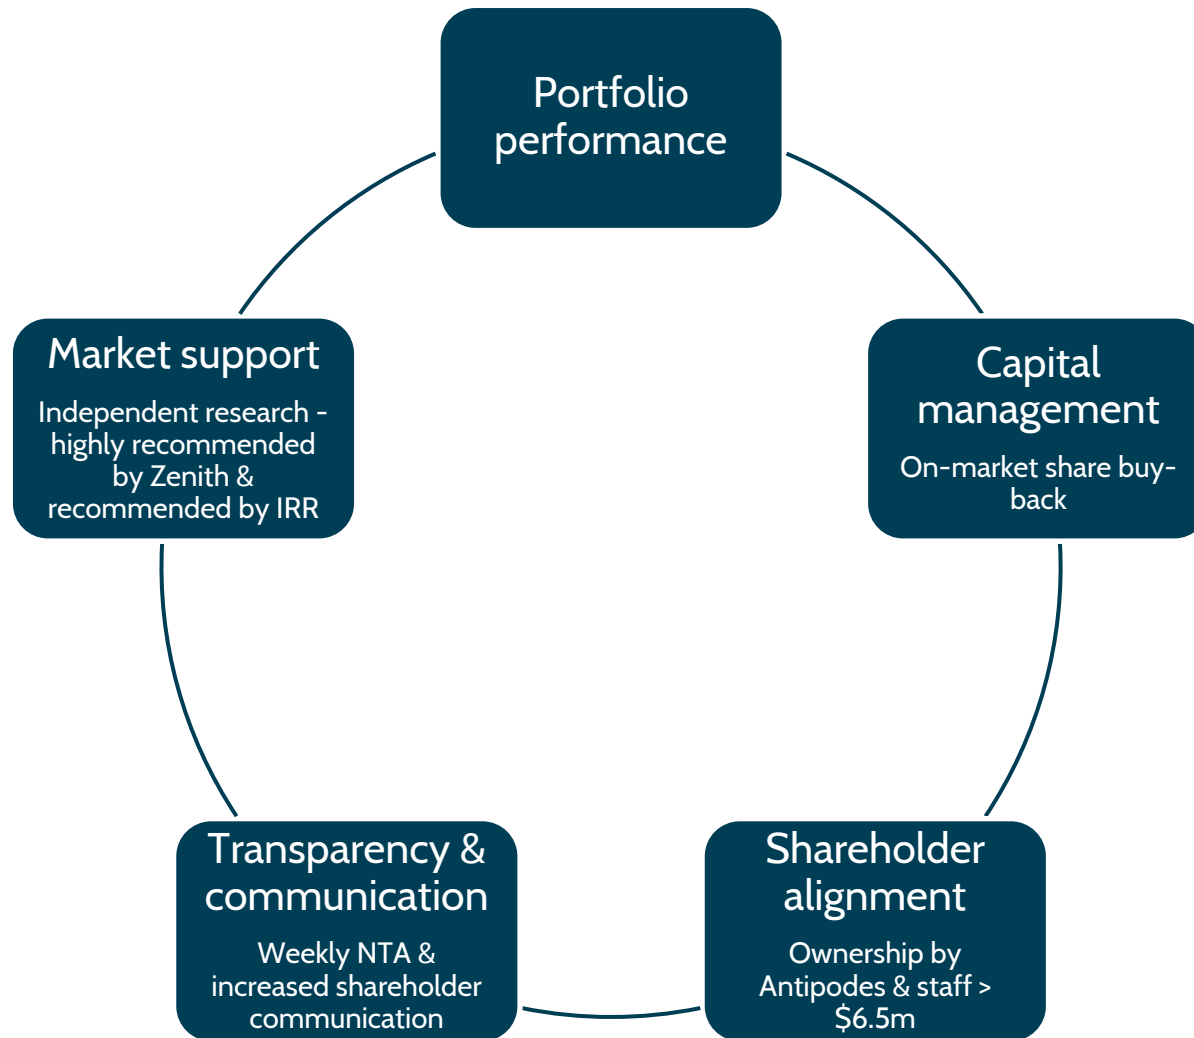 Portfolio
performance
Market support
Independent research -
highly recommended
by Zenith &
recommended by IRR
Capital
management
On-market share buy-
back
Transparency &
communication
Weekly NTA &
increased shareholder
communication
Shareholder
alignment
Ownership by
Antipodes & staff >
$6.5m